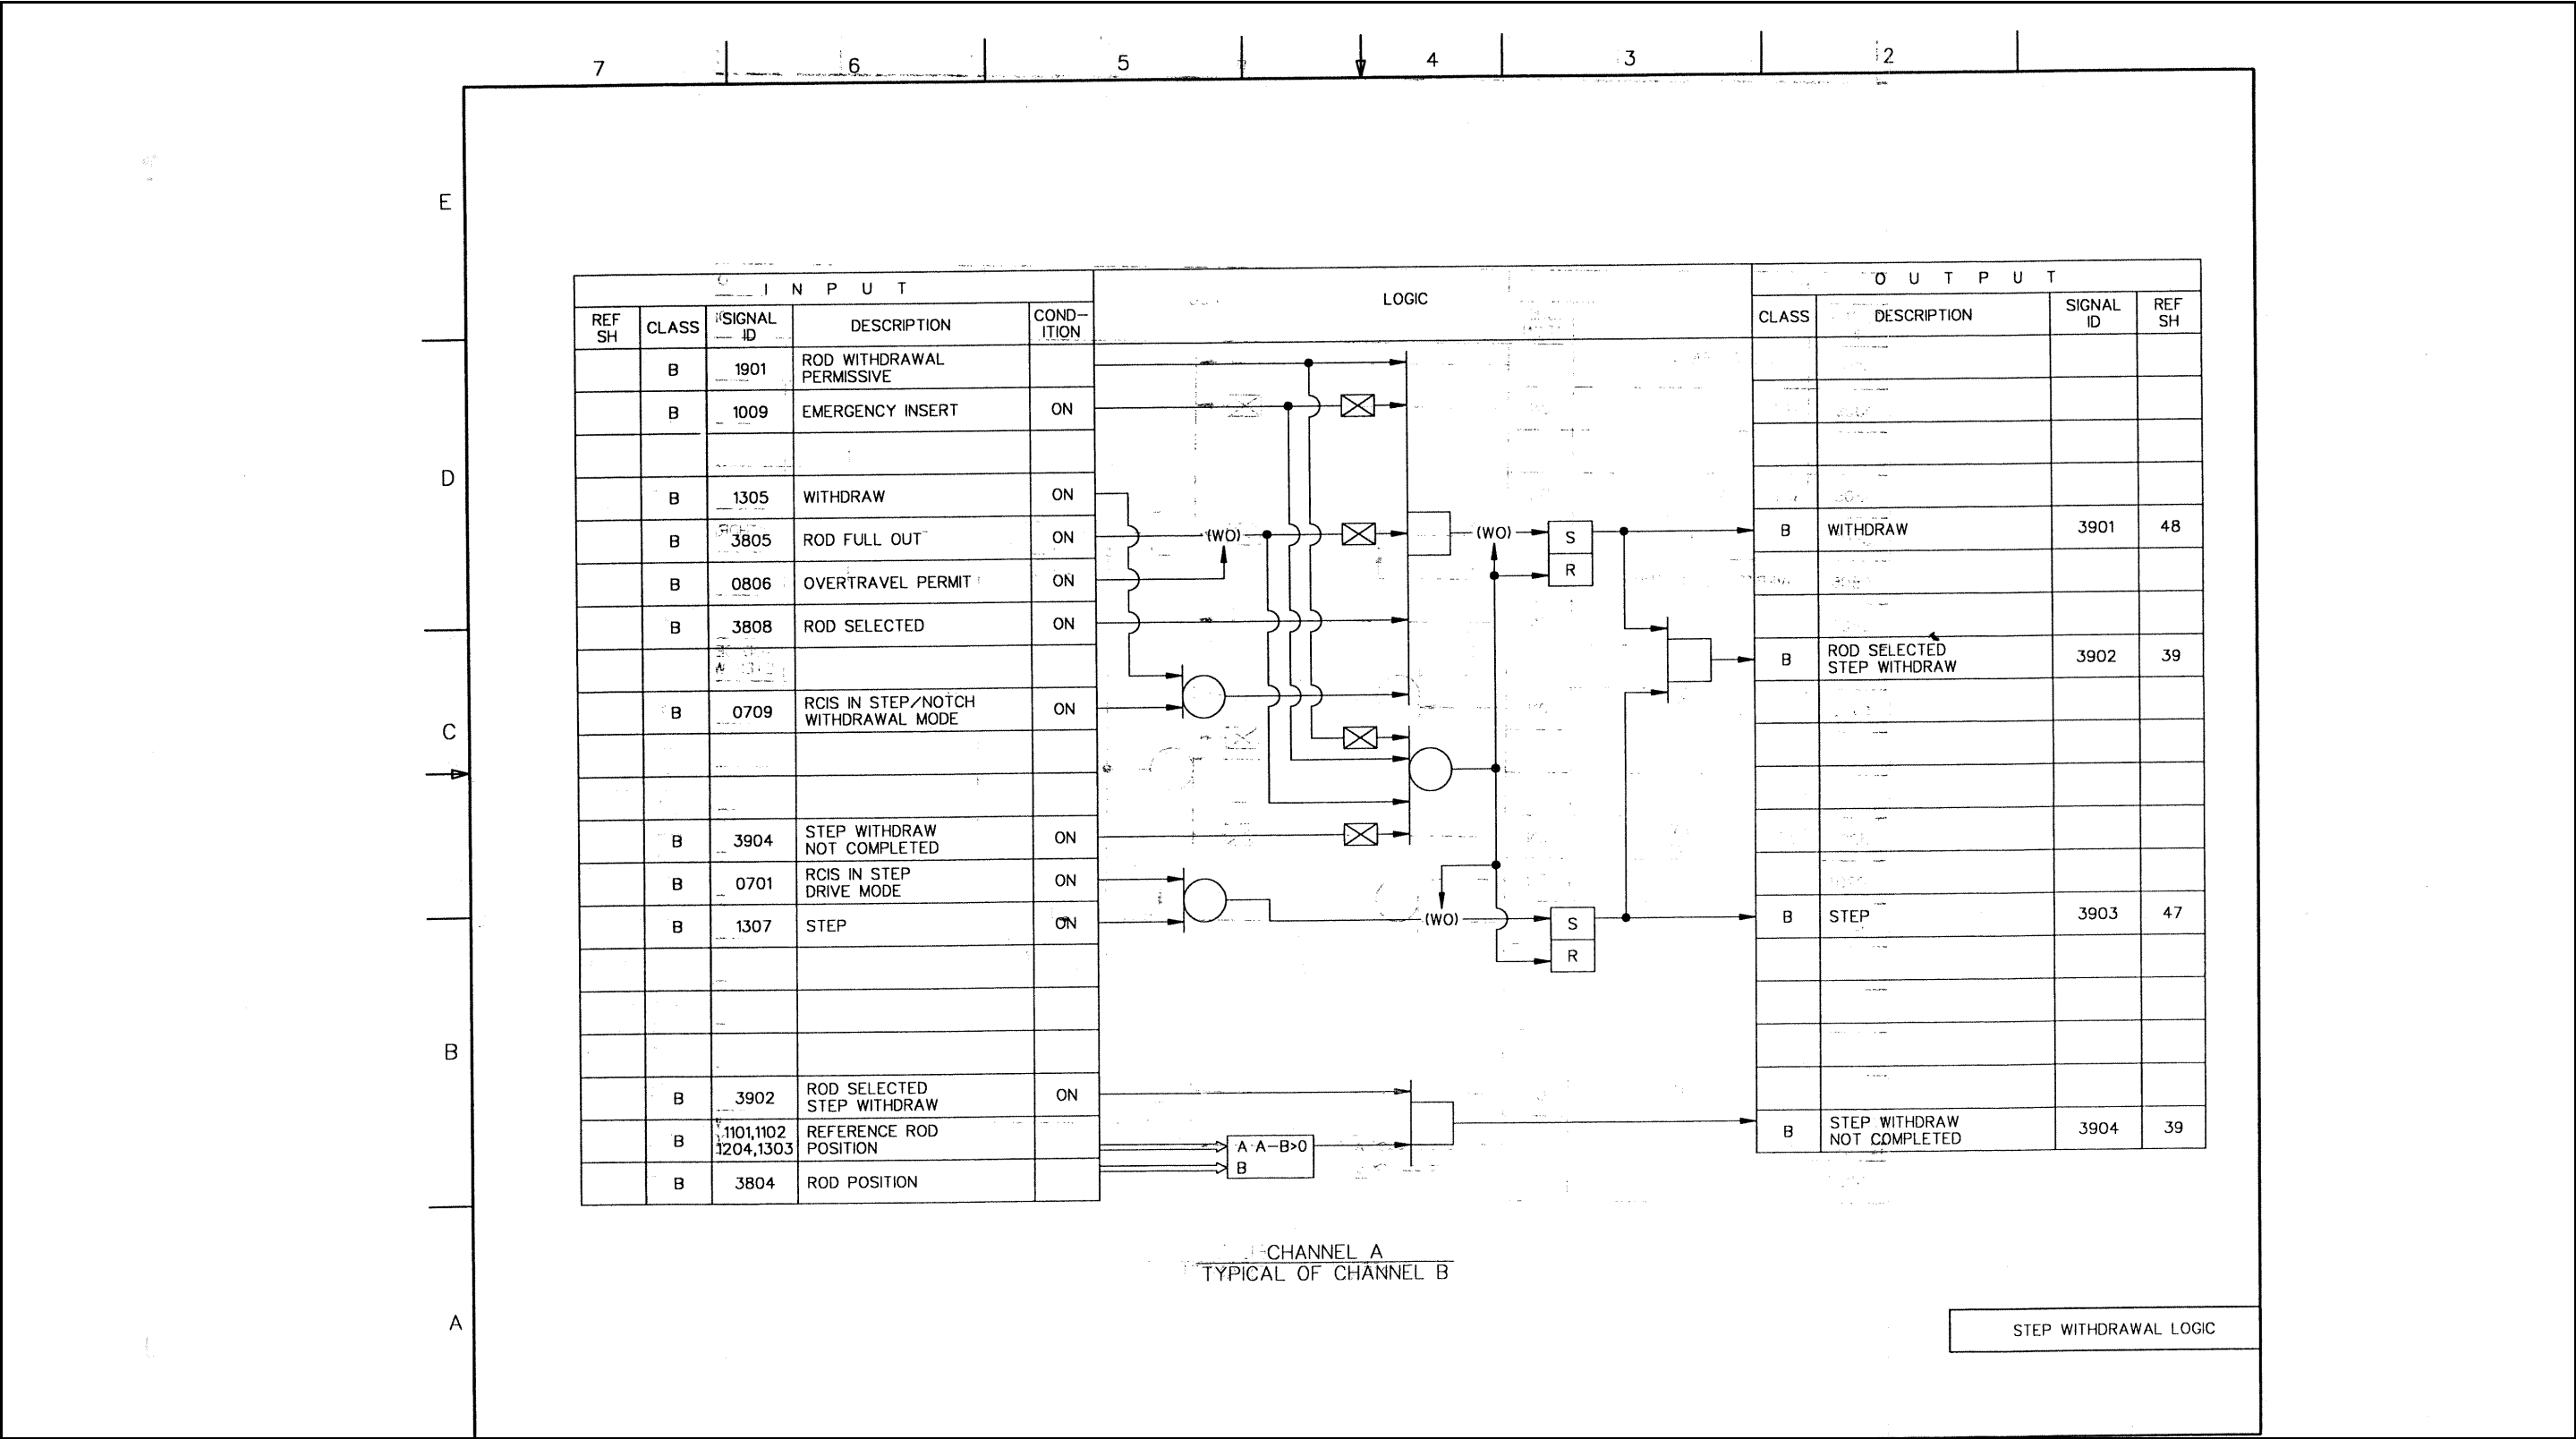 7 6 5 4 3 2
E
D
C
B
A
INPUT
LOGIC
OUTPUT
REF SH CLASS SIGNAL ID DESCRIPTION COND-ITION
CLASS DESCRIPTION SIGNAL ID REF SH
B 1901 ROD WITHDRAWAL
PERMISSIVE
B 1009 EMERGENCY INSERT ON
B 1305 WITHDRAW ON
B 3805 ROD FULL OUT ON
B 0806 OVERTRAVEL PERMIT ON
B 3808 ROD SELECTED ON
B 0709 RCIS IN STEP/NOTCH
WITHDRAWAL MODE ON
B 3904 STEP WITHDRAW
NOT COMPLETED ON
B 0701 RCIS IN STEP
DRIVE MODE ON
B 1307 STEP ON
B 3902 ROD SELECTED
STEP WITHDRAW ON
B 1101,1102
1204,1303 REFERENCE ROD
POSITION
B 3804 ROD POSITION
(WO)
(WO)
S
R
(WO)
S
R
A A-B>0
B
B WITHDRAW 3901 48
B ROD SELECTED
STEP WITHDRAW 3902 39
B STEP 3903 47
B STEP WITHDRAW
NOT COMPLETED 3904 39
CHANNEL A
TYPICAL OF CHANNEL B
STEP WITHDRAWAL LOGIC